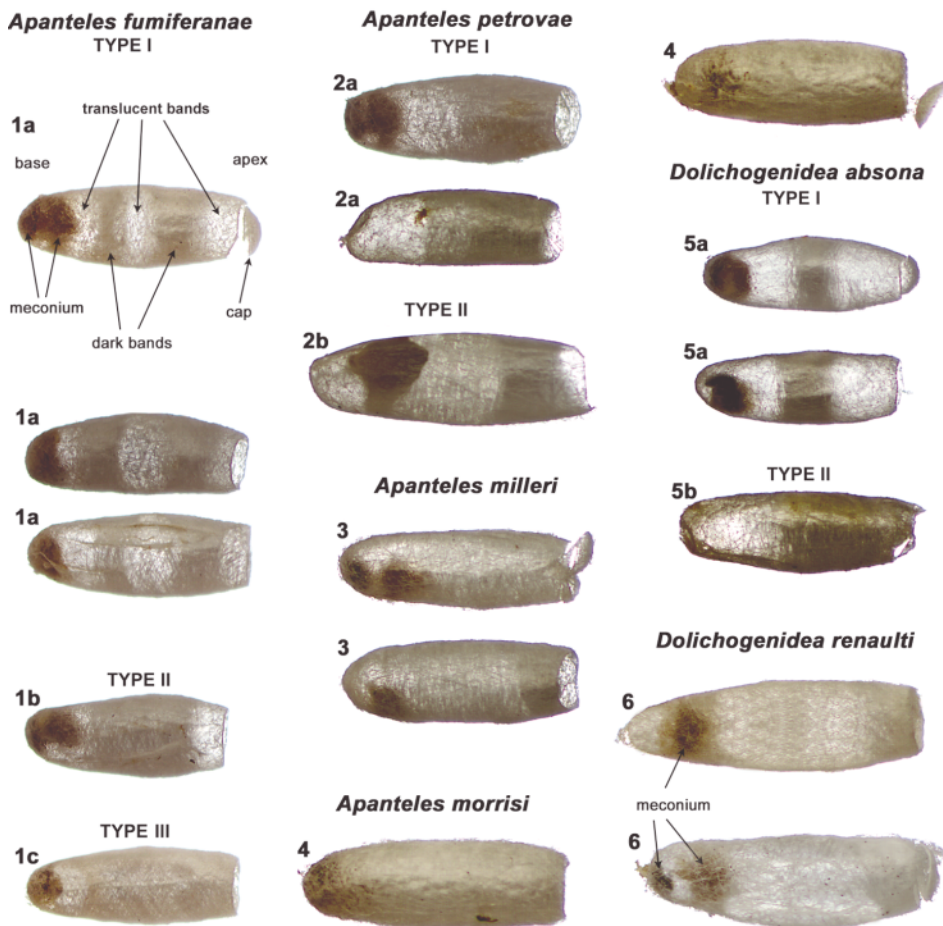 Apanteles fumiferanae
TYPE I
1a
translucent bands
base
apex
meconium
dark bands
cap
1a
1a
TYPE II
1b
TYPE III
1c
Apanteles petrovae
TYPE I
2a
2a
TYPE II
2b
Apanteles milleri
3
3
Apanteles morrisi
4
4
Dolichogenidea absona
TYPE I
5a
5a
TYPE II
5b
Dolichogenidea renaulti
6
meconium
6